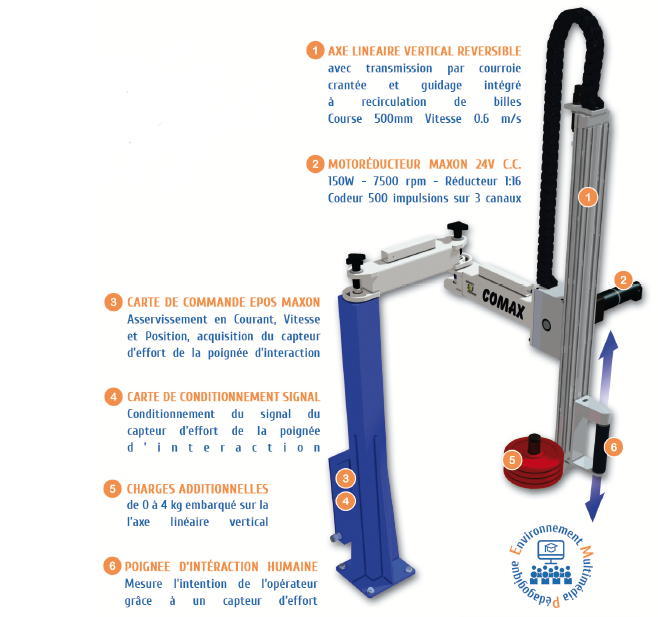 1 AXE LINEAIRE VERTICAL REVERSIBLE
avec transmission par courroie
crantée et guidage intégré
à recirculation de billes
Course 500mm Vitesse 0.6 m/s
2 MOTORÉDUCTEUR MAXON 24V C.C.
150W - 7500 rpm - Réducteur 1:16
Codeur 500 impulsions sur 3 canaux
3 CARTE DE COMMANDE EPOS MAXON
Asservissement en Courant, Vitesse
et Position, acquisition du capteur
d'effort de la poignée d'interaction
4 CARTE DE CONDITIONNEMENT SIGNAL
Conditionnement du signal du
capteur d'effort de la poignée
d'interaction
5 CHARGES ADDITIONNELLES
de 0 à 4 kg embarqué sur la
l'axe linéaire vertical
6 POIGNEE D'INTÉRACTION HUMAINE
Mesure l'intention de l'opérateur
grâce à un capteur d'effort
1
2
COMAX
6
5
3
4
Environnement
Multimédia
Pédagogique